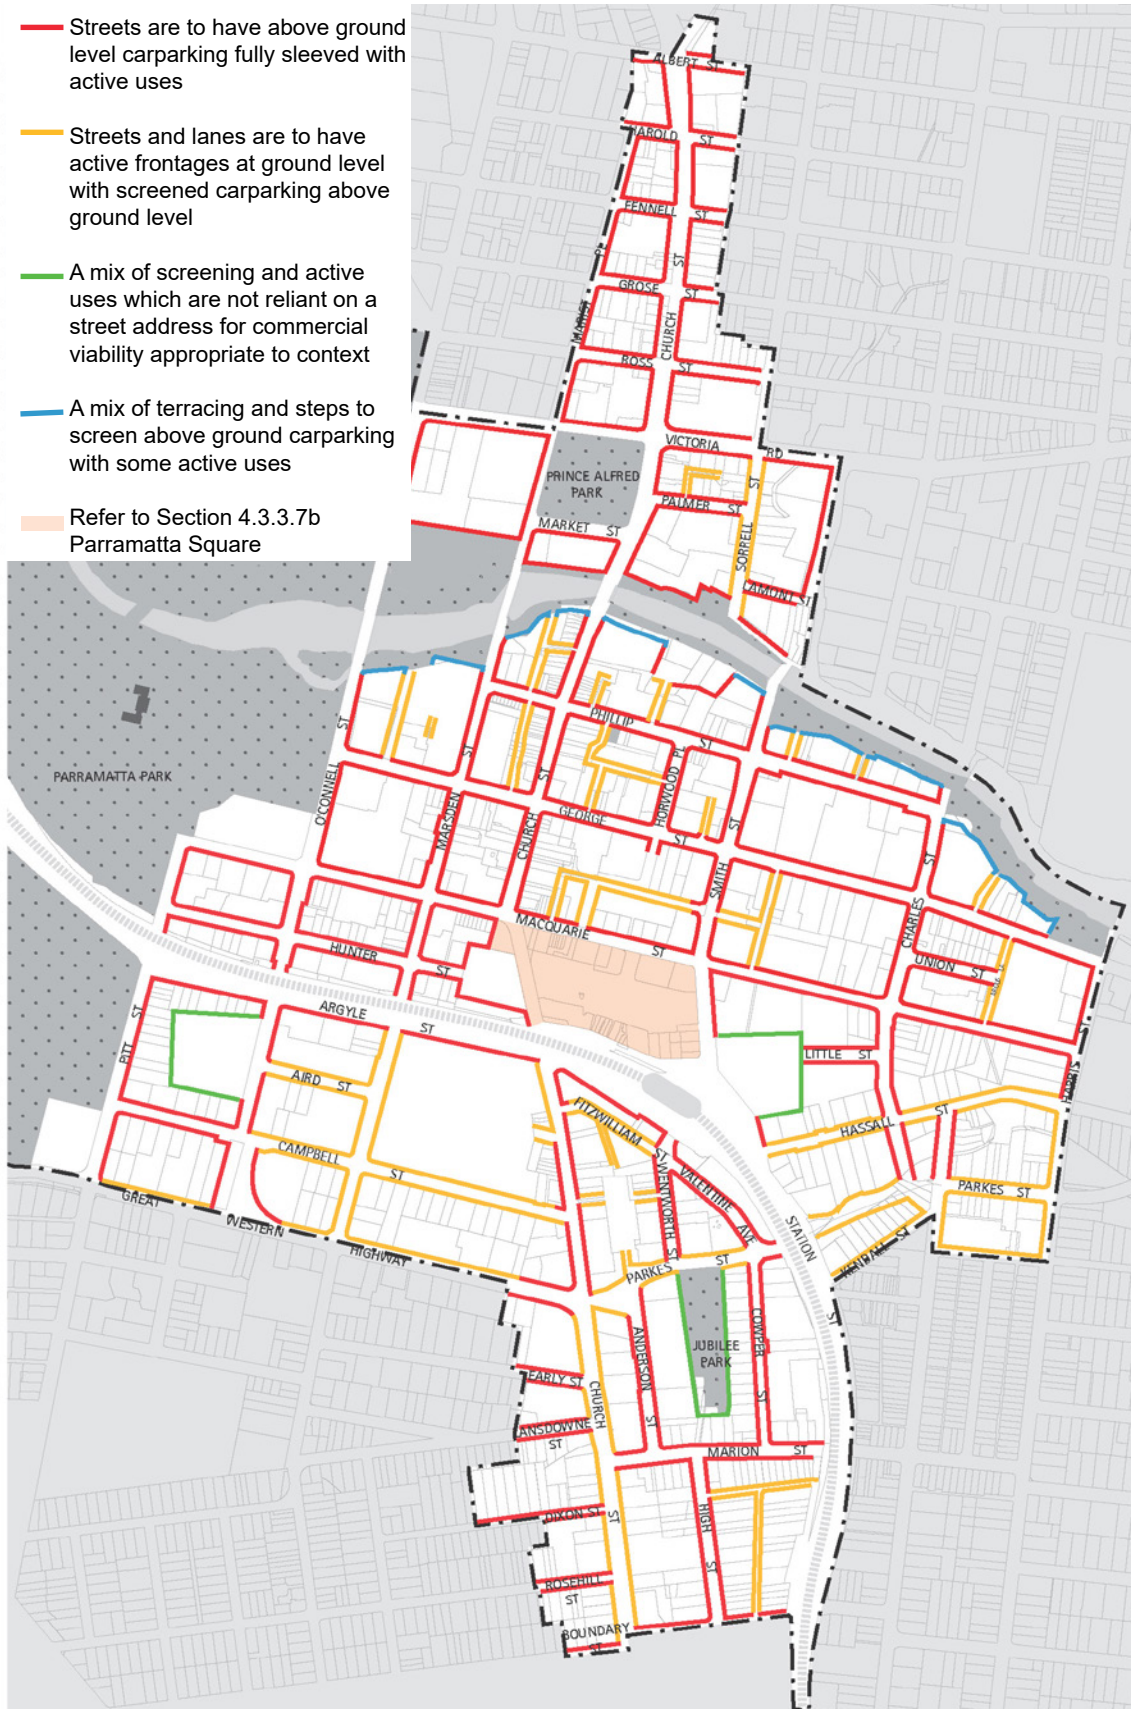 Streets are to have above ground
level carparking fully sleeved with
active uses
Streets and lanes are to have
active frontages at ground level
with screened carparking above
ground level
A mix of screening and active
uses which are not reliant on a
street address for commercial
viability appropriate to context
A mix of terracing and steps to
screen above ground carparking
with some active uses
Refer to Section 4.3.3.7b
Parramatta Square
ALBERT ST
HAROLD ST
FENNELL ST
PL
ST
GROSE ST
MARIST
CHURCH
ROSS ST
VICTORIA RD
PRINCE ALFRED
PARK
ST
PALMER ST
MARKET ST
SORRELL
LAMONT ST
PHILLIP ST
ST
ST
ST
PARRAMATTA PARK
O'CONNELL
MARSDEN
CHURCH
GEORGE ST
HORWOOD PL
ST
SMITH
ST
CHARLES
MACQUARIE ST
HUNTER ST
UNION ST
ARGYLE ST
PITT ST
LITTLE ST
ST
HARRIS
AIRD ST
FITZWILLIAM ST
HASSALL ST
CAMPBELL ST
WENTWORTH ST
VALENTINE AVE
PARKES ST
GREAT WESTERN HIGHWAY
STATION ST
KENDALL ST
PARKES ST
ANDERSON ST
JUBILEE
PARK
COWPER ST
EARLY ST
CHURCH ST
LANSDOWNE
ST
MARION ST
DIXON ST
HIGH ST
ROSEHILL
ST
BOUNDARY
ST